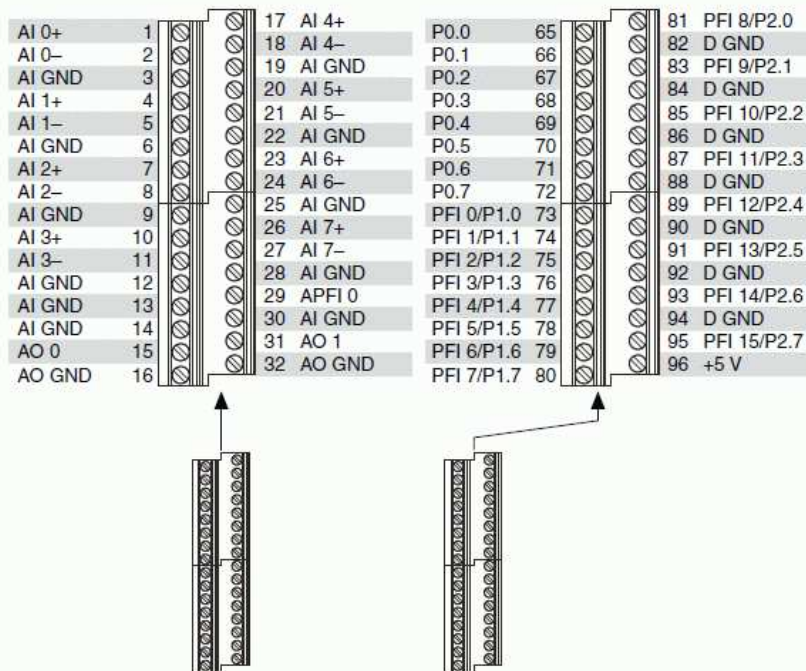 AI 0+ 1
AI 0– 2
AI GND 3
AI 1+ 4
AI 1– 5
AI GND 6
AI 2+ 7
AI 2– 8
AI GND 9
AI 3+ 10
AI 3– 11
AI GND 12
AI GND 13
AI GND 14
AO 0 15
AO GND 16
17 AI 4+
18 AI 4–
19 AI GND
20 AI 5+
21 AI 5–
22 AI GND
23 AI 6+
24 AI 6–
25 AI GND
26 AI 7+
27 AI 7–
28 AI GND
29 APFI 0
30 AI GND
31 AO 1
32 AO GND
P0.0 65
P0.1 66
P0.2 67
P0.3 68
P0.4 69
P0.5 70
P0.6 71
P0.7 72
PFI 0/P1.0 73
PFI 1/P1.1 74
PFI 2/P1.2 75
PFI 3/P1.3 76
PFI 4/P1.4 77
PFI 5/P1.5 78
PFI 6/P1.6 79
PFI 7/P1.7 80
81 PFI 8/P2.0
82 D GND
83 PFI 9/P2.1
84 D GND
85 PFI 10/P2.2
86 D GND
87 PFI 11/P2.3
88 D GND
89 PFI 12/P2.4
90 D GND
91 PFI 13/P2.5
92 D GND
93 PFI 14/P2.6
94 D GND
95 PFI 15/P2.7
96 +5 V